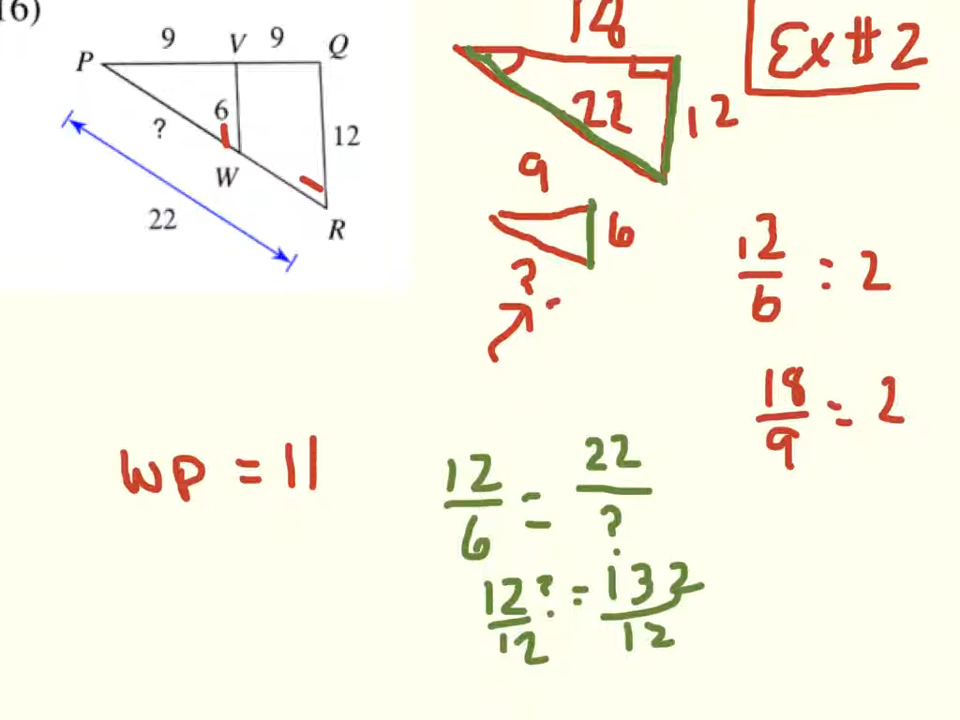 16)
9 V 9 Q
P
6
?
12
W
22
R
18
22
12
Ex # 2
9
6
?
12/6 = 2
18/9 = 2
WP = 11
12/6 = 22/?
12?/12 = 132/12